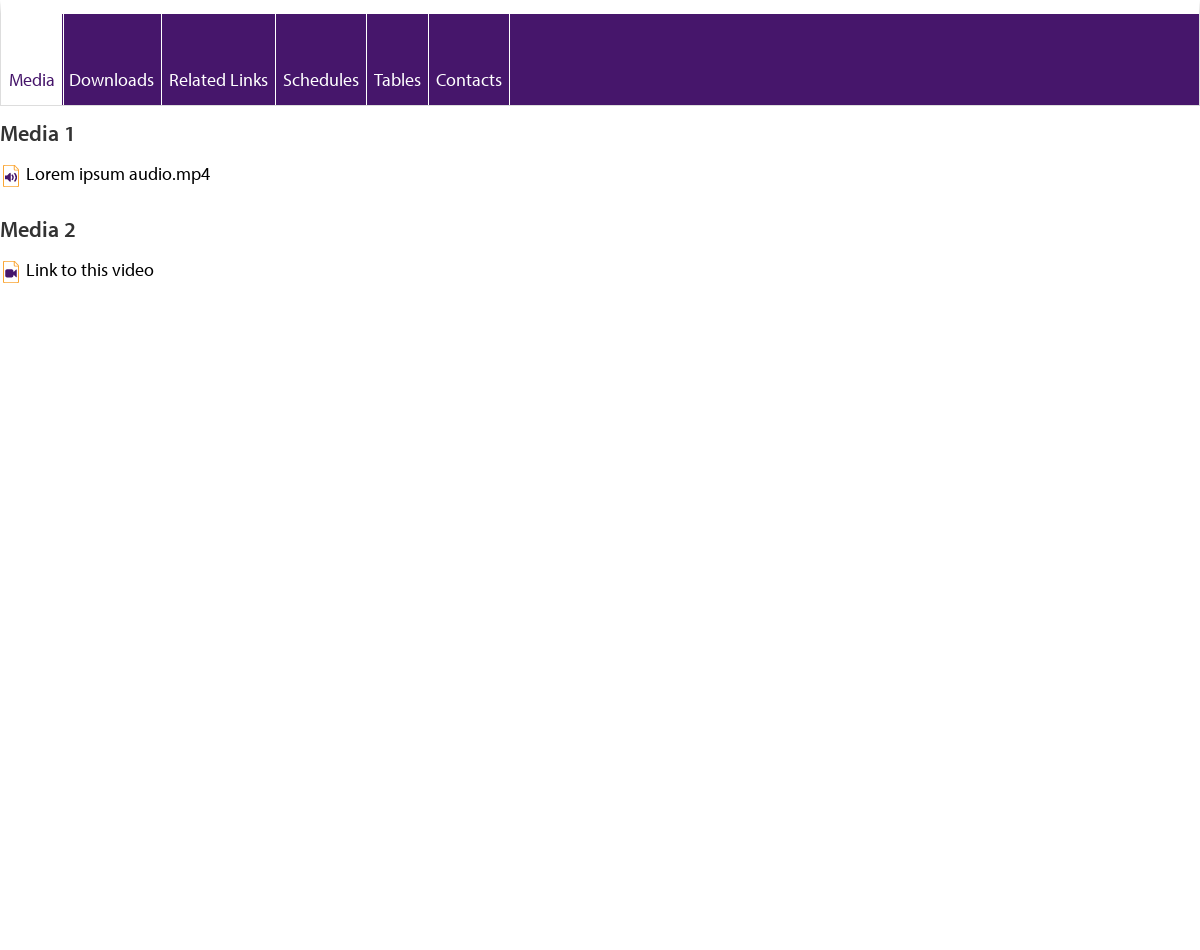 Media Downloads Related Links Schedules Tables Contacts
Media 1
Lorem ipsum audio.mp4
Media 2
Link to this video